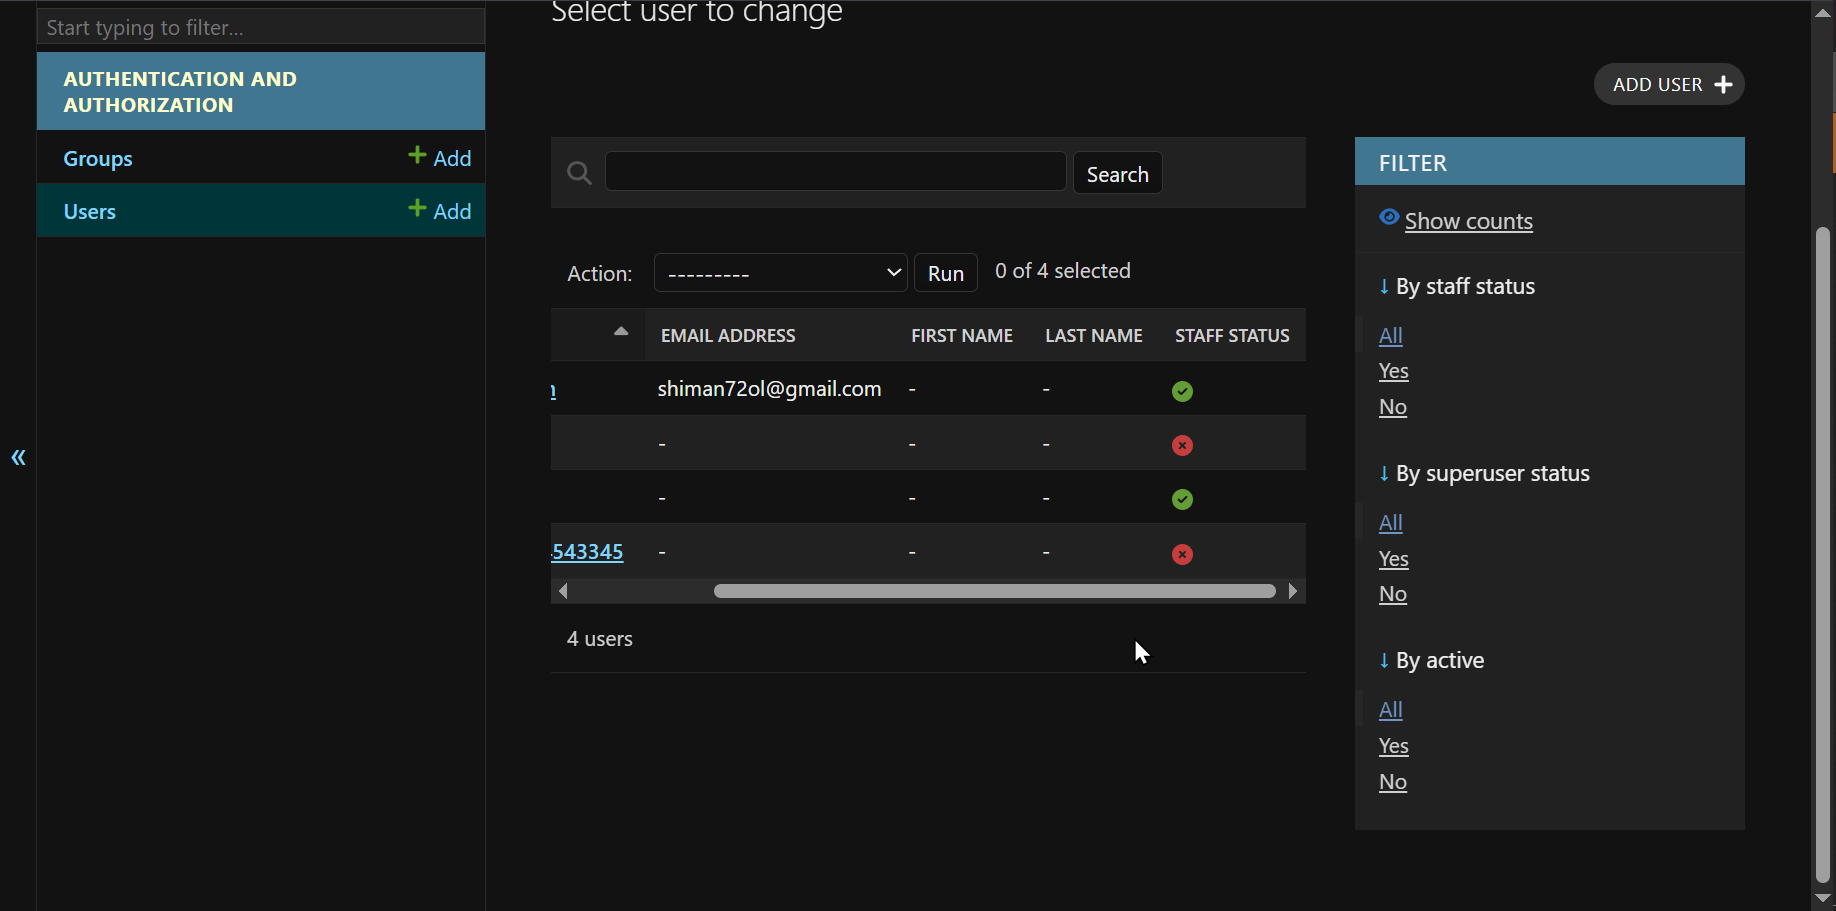 Select user to change
Start typing to filter...
AUTHENTICATION AND
AUTHORIZATION
Groups + Add
Users + Add
«
ADD USER +
Search
Action: --------- Run 0 of 4 selected
EMAIL ADDRESS FIRST NAME LAST NAME STAFF STATUS
shiman72ol@gmail.com - -
- - -
- - -
543345 - - -
4 users
FILTER
Show counts
↓ By staff status
All
Yes
No
↓ By superuser status
All
Yes
No
↓ By active
All
Yes
No